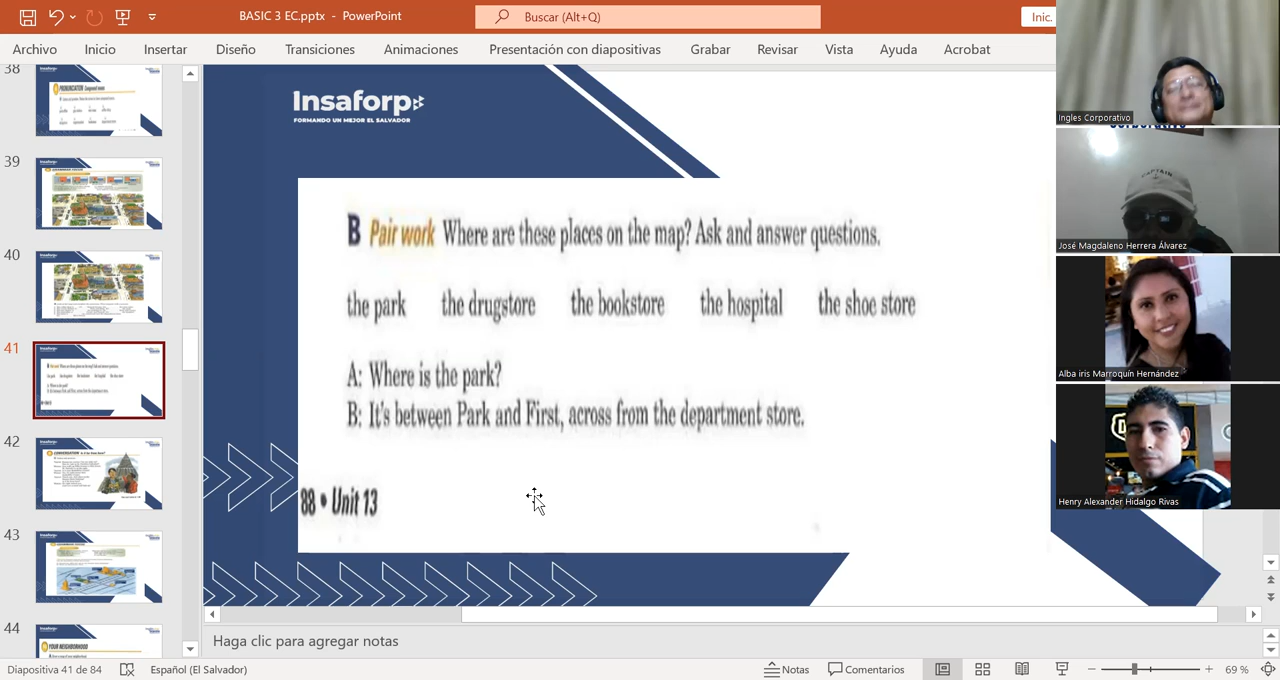 BASIC 3 EC.pptx - PowerPoint
Buscar (Alt+Q)
Inic.
Archivo Inicio Insertar Diseño Transiciones Animaciones Presentación con diapositivas Grabar Revisar Vista Ayuda Acrobat
38
39
40
41
42
43
44
Insaforp
FORMANDO UN MEJOR EL SALVADOR
B Pair work Where are these places on the map? Ask and answer questions.
the park the drugstore the bookstore the hospital the shoe store
A: Where is the park?
B: It's between Park and First, across from the department store.
88 • Unit 13
Ingles Corporativo
CAPTAIN
José Magdaleno Herrera Álvarez
Alba iris Marroquín Hernández
Henry Alexander Hidalgo Rivas
Haga clic para agregar notas
Diapositiva 41 de 84 Español (El Salvador) Notas Comentarios 69 %